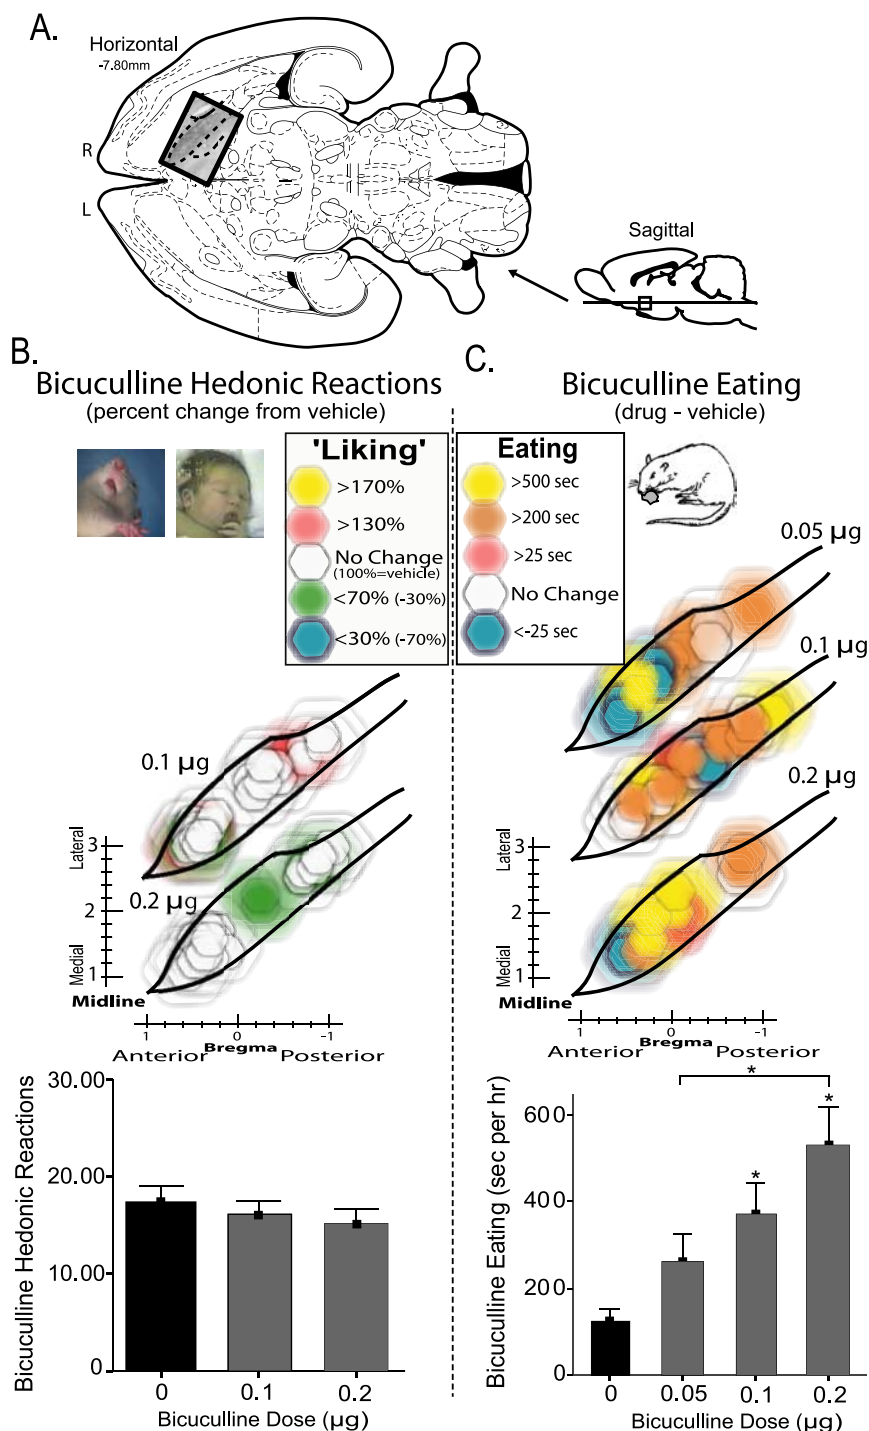 A.
Horizontal
-7.80mm
R
L
Sagittal
B.
Bicuculline Hedonic Reactions
(percent change from vehicle)
'Liking'
>170%
>130%
No Change
(100%=vehicle)
<70% (-30%)
<30% (-70%)
0.1 µg
0.2 µg
Lateral
Medial
3
2
1
Midline
1
0
-1
Bregma
Anterior
Posterior
Bicuculline Hedonic Reactions
30.00
20.00
10.00
0
0
0.1
0.2
Bicuculline Dose (µg)
C.
Bicuculline Eating
(drug - vehicle)
Eating
>500 sec
>200 sec
>25 sec
No Change
<-25 sec
0.05 µg
0.1 µg
0.2 µg
Lateral
Medial
3
2
1
Midline
1
0
-1
Bregma
Anterior
Posterior
Bicuculline Eating (sec per hr)
600
400
200
0
*
*
*
0
0.05
0.1
0.2
Bicuculline Dose (µg)